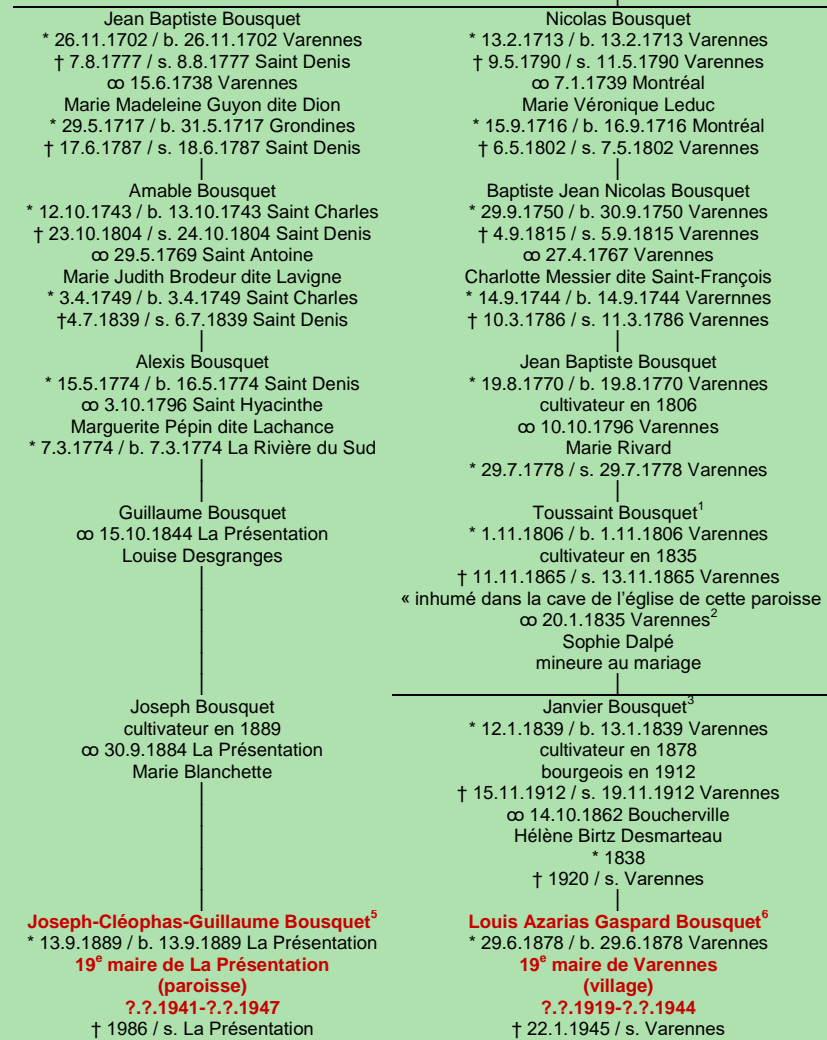 Jean Baptiste Bousquet
* 26.11.1702 / b. 26.11.1702 Varennes
† 7.8.1777 / s. 8.8.1777 Saint Denis
ꝏ 15.6.1738 Varennes
Marie Madeleine Guyon dite Dion
* 29.5.1717 / b. 31.5.1717 Grondines
† 17.6.1787 / s. 18.6.1787 Saint Denis
Amable Bousquet
* 12.10.1743 / b. 13.10.1743 Saint Charles
† 23.10.1804 / s. 24.10.1804 Saint Denis
ꝏ 29.5.1769 Saint Antoine
Marie Judith Brodeur dite Lavigne
* 3.4.1749 / b. 3.4.1749 Saint Charles
†4.7.1839 / s. 6.7.1839 Saint Denis
Alexis Bousquet
* 15.5.1774 / b. 16.5.1774 Saint Denis
ꝏ 3.10.1796 Saint Hyacinthe
Marguerite Pépin dite Lachance
* 7.3.1774 / b. 7.3.1774 La Rivière du Sud
Guillaume Bousquet
ꝏ 15.10.1844 La Présentation
Louise Desgranges
Joseph Bousquet
cultivateur en 1889
ꝏ 30.9.1884 La Présentation
Marie Blanchette
Joseph-Cléophas-Guillaume Bousquet⁵
* 13.9.1889 / b. 13.9.1889 La Présentation
19ᵉ maire de La Présentation
(paroisse)
?.?.1941-?.?.1947
† 1986 / s. La Présentation
Nicolas Bousquet
* 13.2.1713 / b. 13.2.1713 Varennes
† 9.5.1790 / s. 11.5.1790 Varennes
ꝏ 7.1.1739 Montréal
Marie Véronique Leduc
* 15.9.1716 / b. 16.9.1716 Montréal
† 6.5.1802 / s. 7.5.1802 Varennes
Baptiste Jean Nicolas Bousquet
* 29.9.1750 / b. 30.9.1750 Varennes
† 4.9.1815 / s. 5.9.1815 Varennes
ꝏ 27.4.1767 Varennes
Charlotte Messier dite Saint-François
* 14.9.1744 / b. 14.9.1744 Varernnes
† 10.3.1786 / s. 11.3.1786 Varennes
Jean Baptiste Bousquet
* 19.8.1770 / b. 19.8.1770 Varennes
cultivateur en 1806
ꝏ 10.10.1796 Varennes
Marie Rivard
* 29.7.1778 / s. 29.7.1778 Varennes
Toussaint Bousquet¹
* 1.11.1806 / b. 1.11.1806 Varennes
cultivateur en 1835
† 11.11.1865 / s. 13.11.1865 Varennes
« inhumé dans la cave de l'église de cette paroisse
ꝏ 20.1.1835 Varennes²
Sophie Dalpé
mineure au mariage
Janvier Bousquet³
* 12.1.1839 / b. 13.1.1839 Varennes
cultivateur en 1878
bourgeois en 1912
† 15.11.1912 / s. 19.11.1912 Varennes
ꝏ 14.10.1862 Boucherville
Hélène Birtz Desmarteau
* 1838
† 1920 / s. Varennes
Louis Azarias Gaspard Bousquet⁶
* 29.6.1878 / b. 29.6.1878 Varennes
19ᵉ maire de Varennes
(village)
?.?.1919-?.?.1944
† 22.1.1945 / s. Varennes